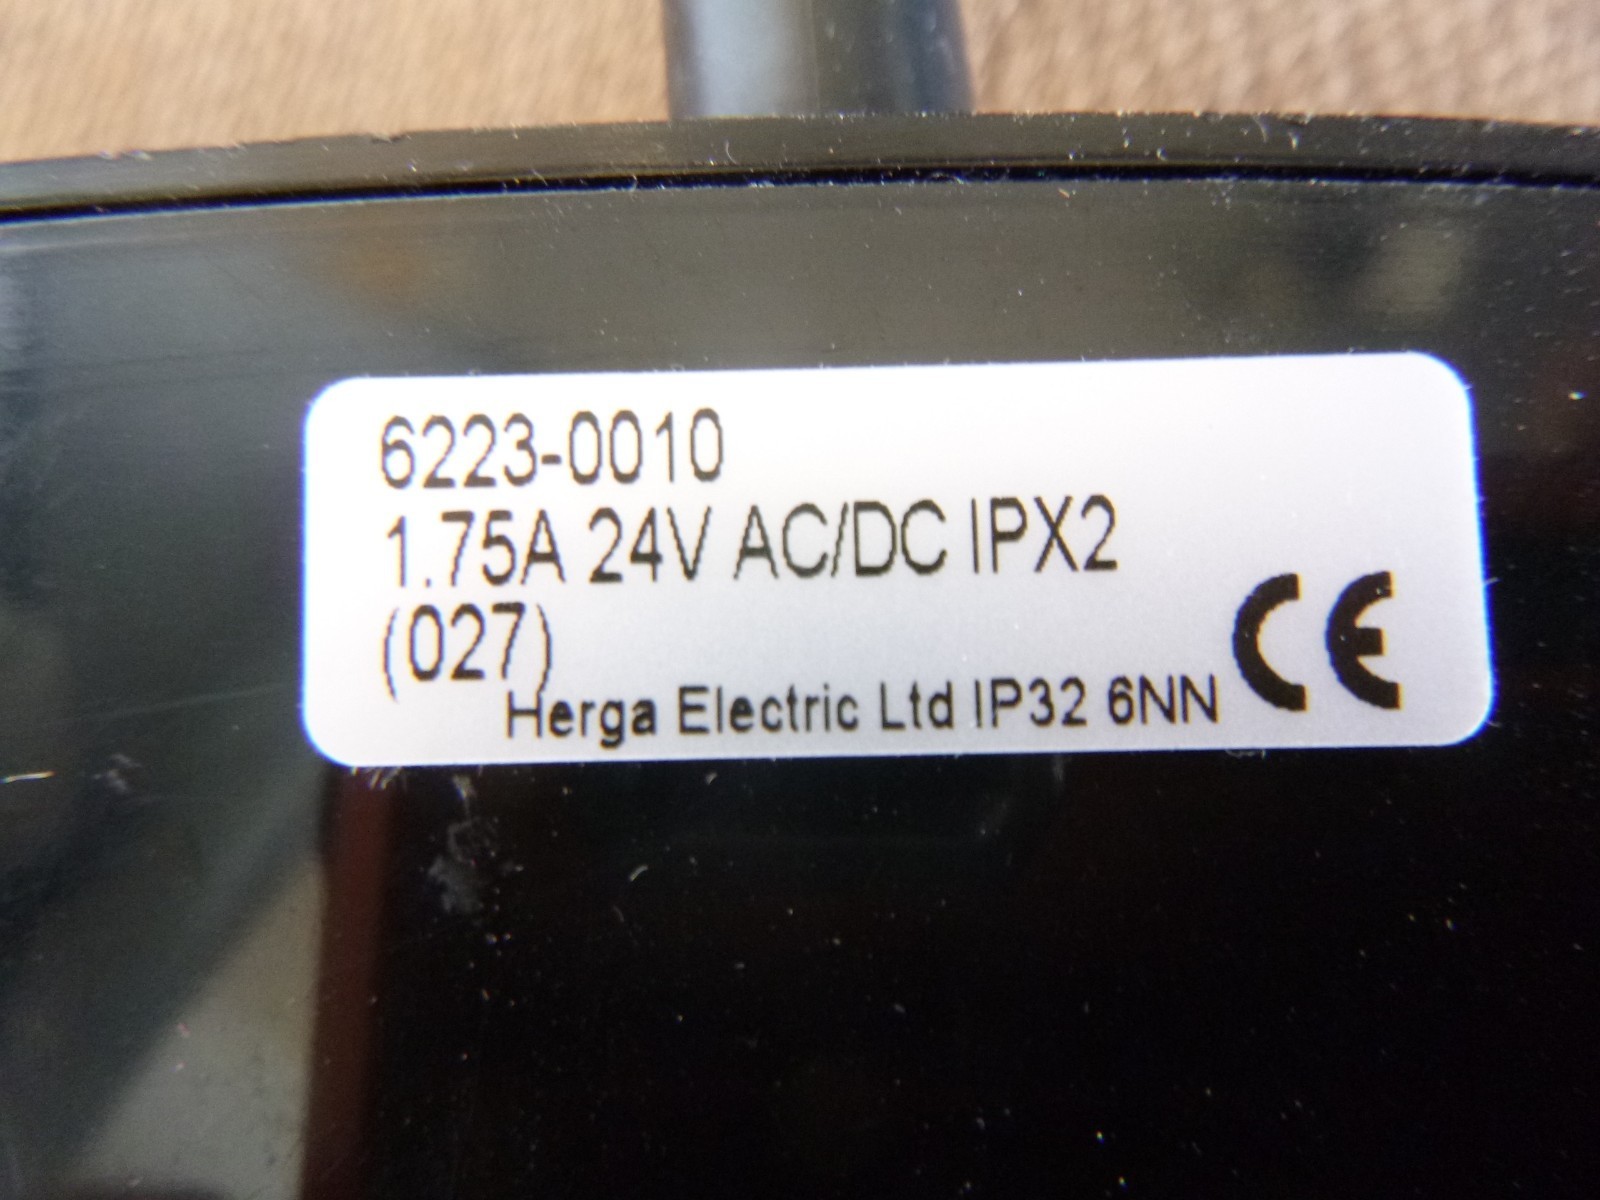 6223-0010
1.75A 24V AC/DC IPX2
(027)
Herga Electric Ltd IP32 6NN
CE